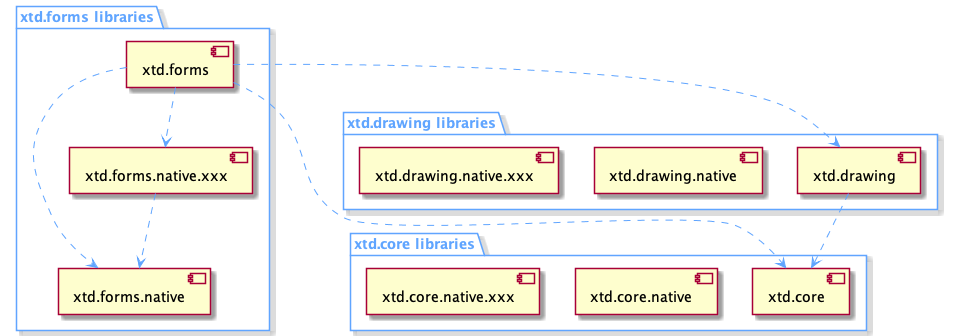 xtd.forms libraries
xtd.forms
xtd.drawing libraries
xtd.forms.native.xxx
xtd.drawing.native.xxx
xtd.drawing.native
xtd.drawing
xtd.core libraries
xtd.forms.native
xtd.core.native.xxx
xtd.core.native
xtd.core